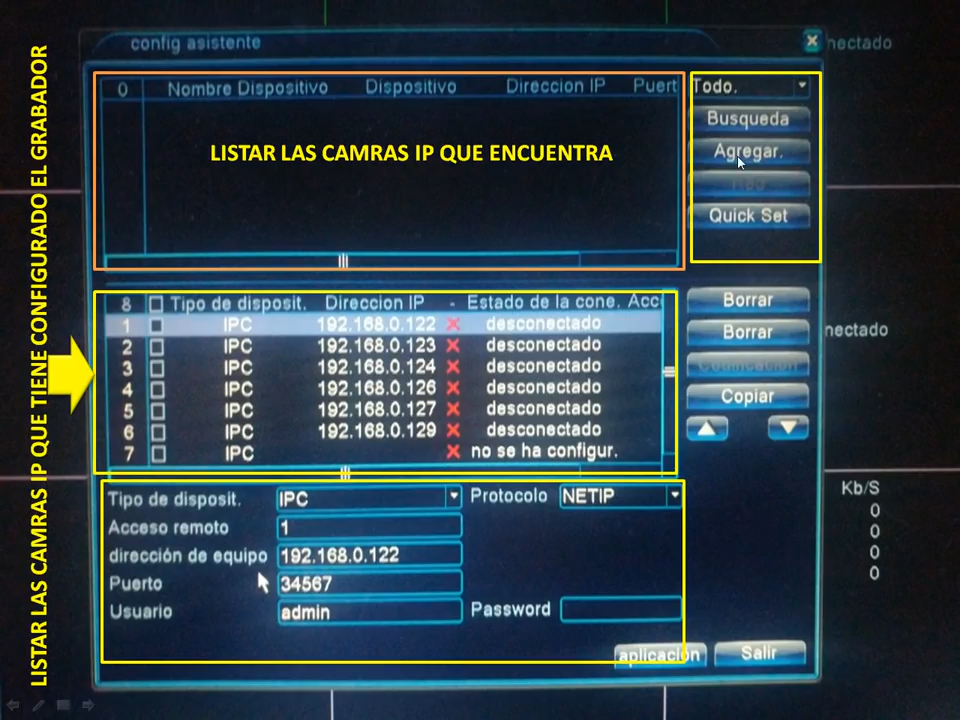 config asistente
nectado
0 Nombre Dispositivo Dispositivo Direccion IP Puert
Todo.
Busqueda
Agregar.
Quick Set
LISTAR LAS CAMRAS IP QUE ENCUENTRA
LISTAR LAS CAMRAS IP QUE TIENE CONFIGURADO EL GRABADOR
8 Tipo de disposit. Direccion IP - Estado de la cone. Acc
1 IPC 192.168.0.122 desconectado
2 IPC 192.168.0.123 desconectado
3 IPC 192.168.0.124 desconectado
4 IPC 192.168.0.126 desconectado
5 IPC 192.168.0.127 desconectado
6 IPC 192.168.0.129 desconectado
7 IPC no se ha configur.
Borrar
Borrar
nectado
Copiar
Tipo de disposit. IPC Protocolo NETIP
Acceso remoto 1
dirección de equipo 192.168.0.122
Puerto 34567
Usuario admin Password
aplicación Salir
Kb/S
0
0
0
0